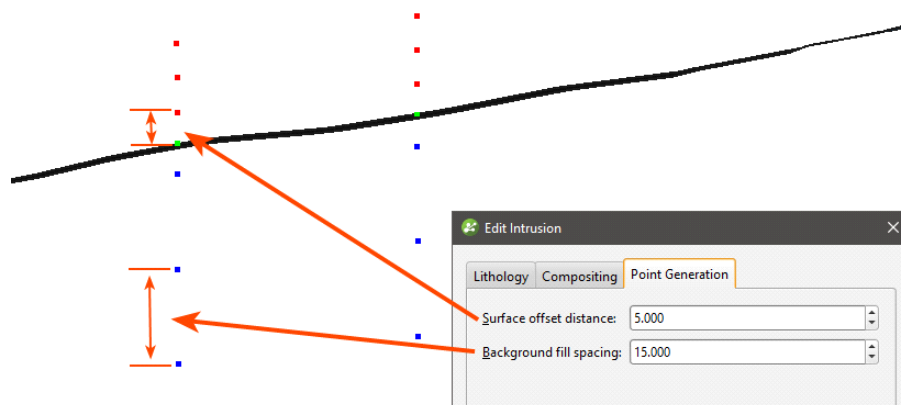 Edit Intrusion
Lithology Compositing Point Generation
Surface offset distance: 5.000
Background fill spacing: 15.000